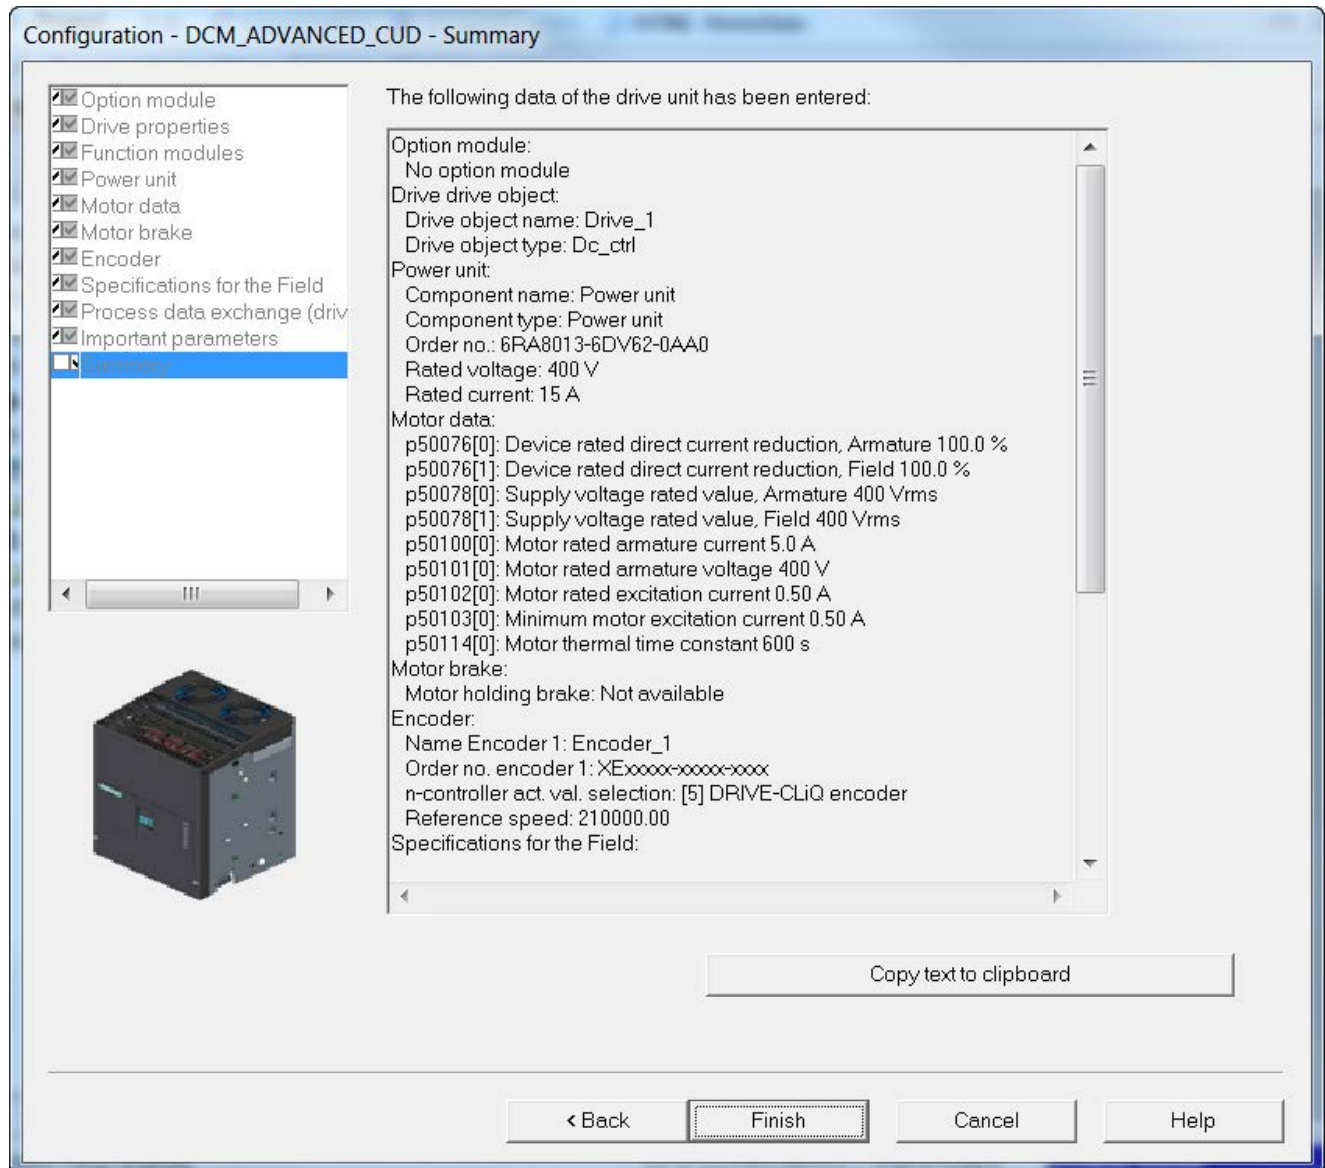 Configuration - DCM_ADVANCED_CUD - Summary
Option module
Drive properties
Function modules
Power unit
Motor data
Motor brake
Encoder
Specifications for the Field
Process data exchange (driv
Important parameters
Summary
The following data of the drive unit has been entered:
Option module:
No option module
Drive drive object:
Drive object name: Drive_1
Drive object type: Dc_ctrl
Power unit:
Component name: Power unit
Component type: Power unit
Order no.: 6RA8013-6DV62-0AA0
Rated voltage: 400 V
Rated current: 15 A
Motor data:
p50076[0]: Device rated direct current reduction, Armature 100.0 %
p50076[1]: Device rated direct current reduction, Field 100.0 %
p50078[0]: Supply voltage rated value, Armature 400 Vrms
p50078[1]: Supply voltage rated value, Field 400 Vrms
p50100[0]: Motor rated armature current 5.0 A
p50101[0]: Motor rated armature voltage 400 V
p50102[0]: Motor rated excitation current 0.50 A
p50103[0]: Minimum motor excitation current 0.50 A
p50114[0]: Motor thermal time constant 600 s
Motor brake:
Motor holding brake: Not available
Encoder:
Name Encoder 1: Encoder_1
Order no. encoder 1: XExxxxx-xxxxx-xxxx
n-controller act. val. selection: [5] DRIVE-CLiQ encoder
Reference speed: 210000.00
Specifications for the Field:
Copy text to clipboard
< Back
Finish
Cancel
Help